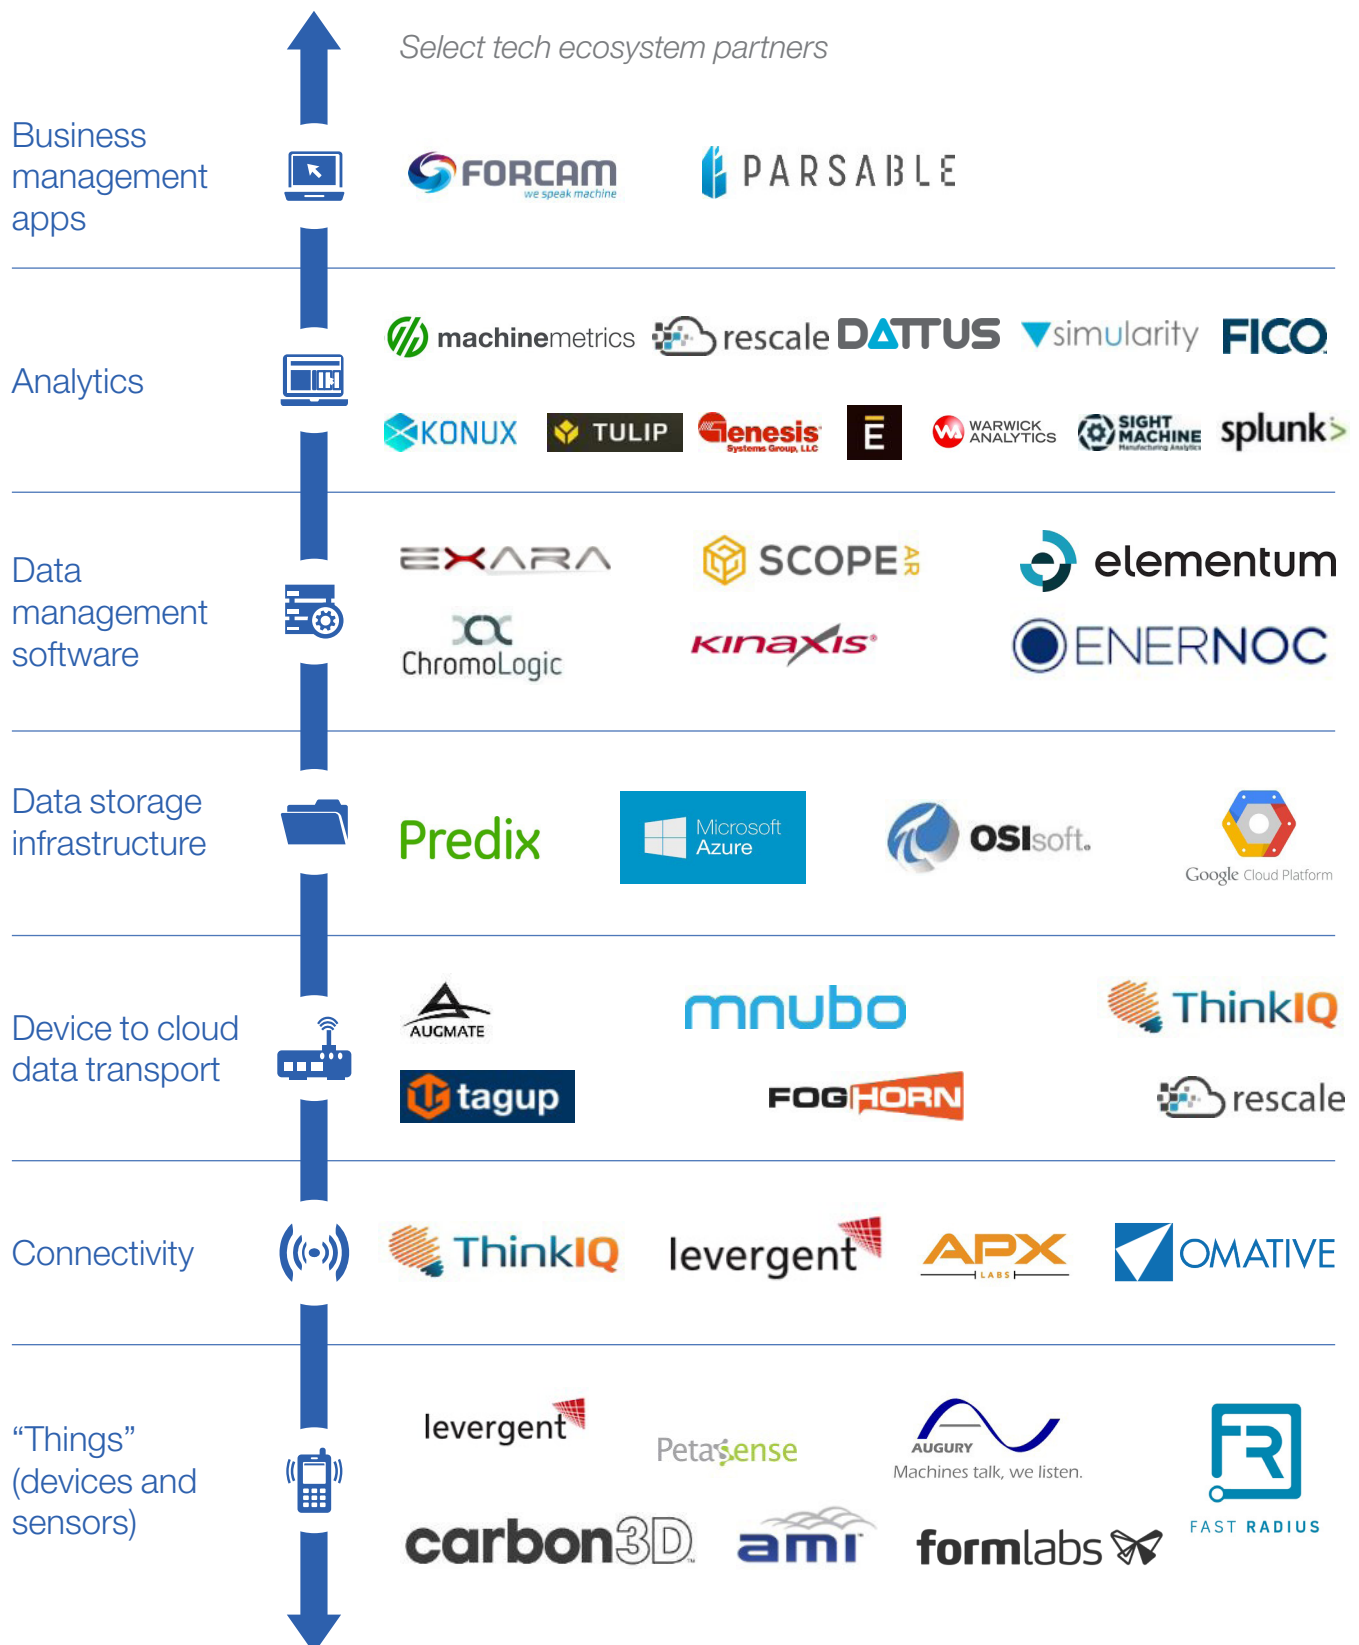 Select tech ecosystem partners
Business
management
apps
FORCAM
we speak machine
PARSABLE
Analytics
machinemetrics
rescale
DATTUS
simularity
FICO
KONUX
TULIP
Genesis
Systems Group, LLC
E
WARWICK
ANALYTICS
SIGHT
MACHINE
Manufacturing Analytics
splunk>
Data
management
software
EXARA
SCOPE AR
elementum
ChromoLogic
KINAXIS®
ENERNOC
Data storage
infrastructure
Predix
Microsoft
Azure
OSIsoft.
Google Cloud Platform
Device to cloud
data transport
AUGMATE
mnubo
ThinkIQ
tagup
FOGHORN
rescale
Connectivity
ThinkIQ
levergent
APX
LABS
OMATIVE
“Things”
(devices and
sensors)
levergent
Petasense
AUGURY
Machines talk, we listen.
FR
FAST RADIUS
carbon3D™
ami
formlabs